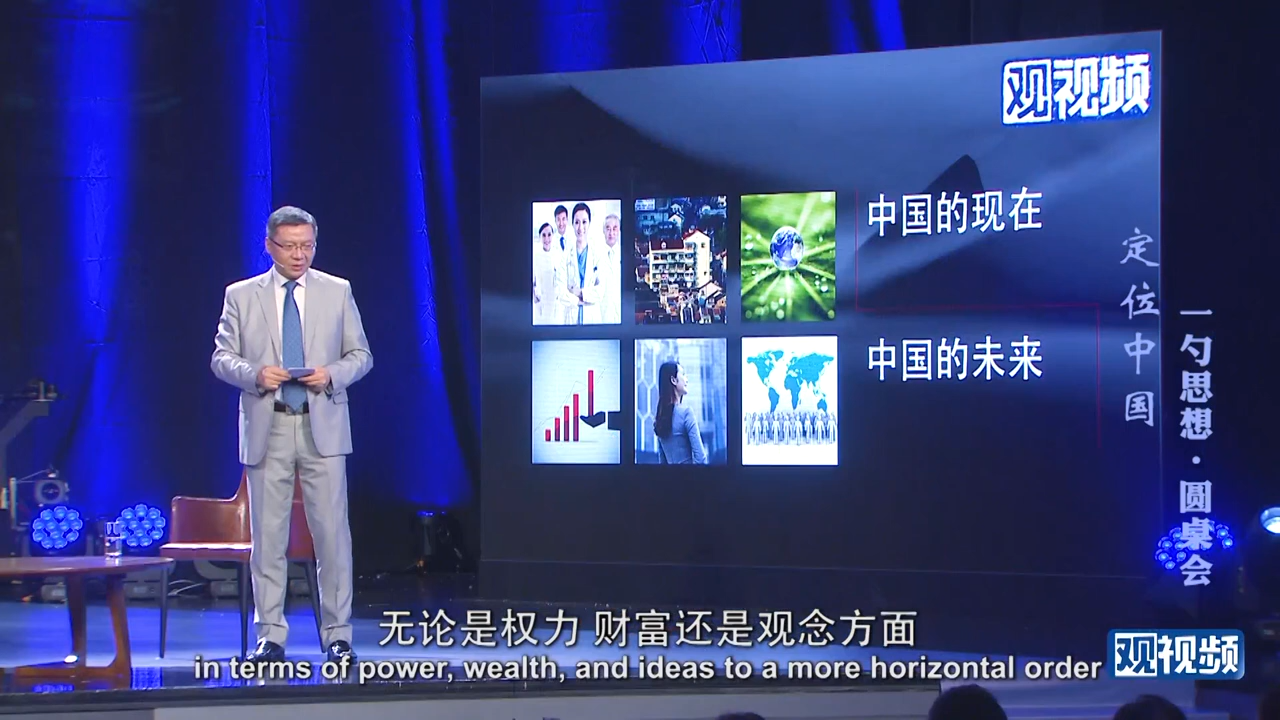 观视频
中国的现在
中国的未来
定位中国
一勺思想·圆桌会
无论是权力 财富还是观念方面
in terms of power, wealth, and ideas to a more horizontal order
观视频